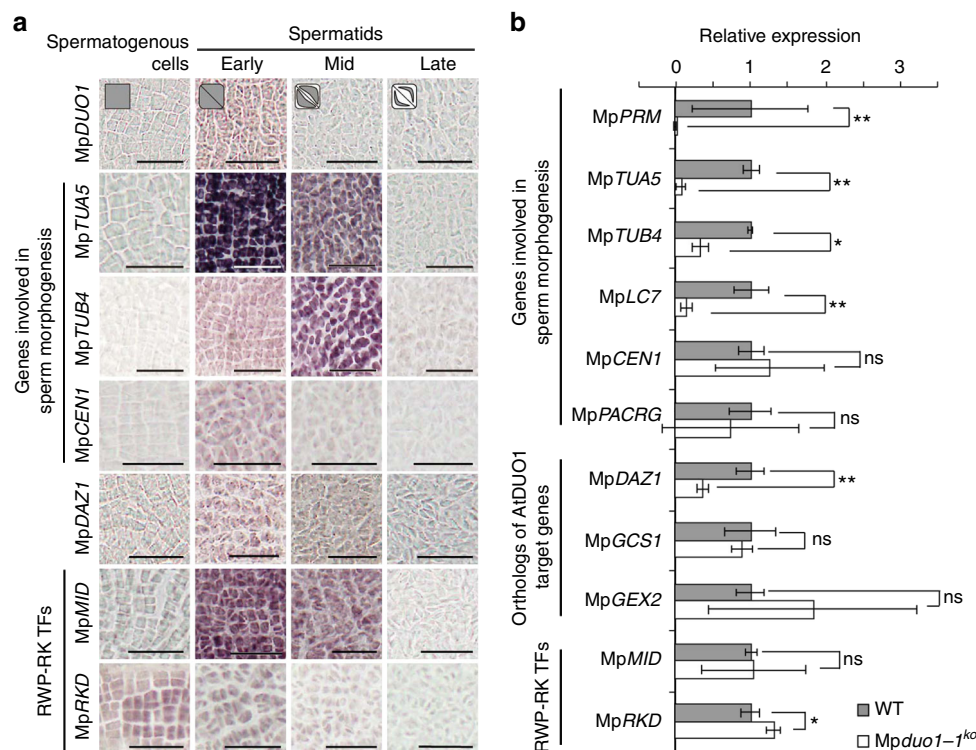 a
Spermatogenous cells
Spermatids
Early
Mid
Late
MpDUO1
MpTUA5
MpTUB4
MpCEN1
MpDAZ1
MpMID
MpRKD
Genes involved in
sperm morphogenesis
RWP-RK TFs
b
Relative expression
0 1 2 3
Genes involved in
sperm morphogenesis
MpPRM
**
MpTUA5
**
MpTUB4
*
MpLC7
**
MpCEN1
ns
MpPACRG
ns
Orthologs of AtDUO1
target genes
MpDAZ1
**
MpGCS1
ns
MpGEX2
ns
RWP-RK TFs
MpMID
ns
MpRKD
*
WT
Mpduo1-1ko